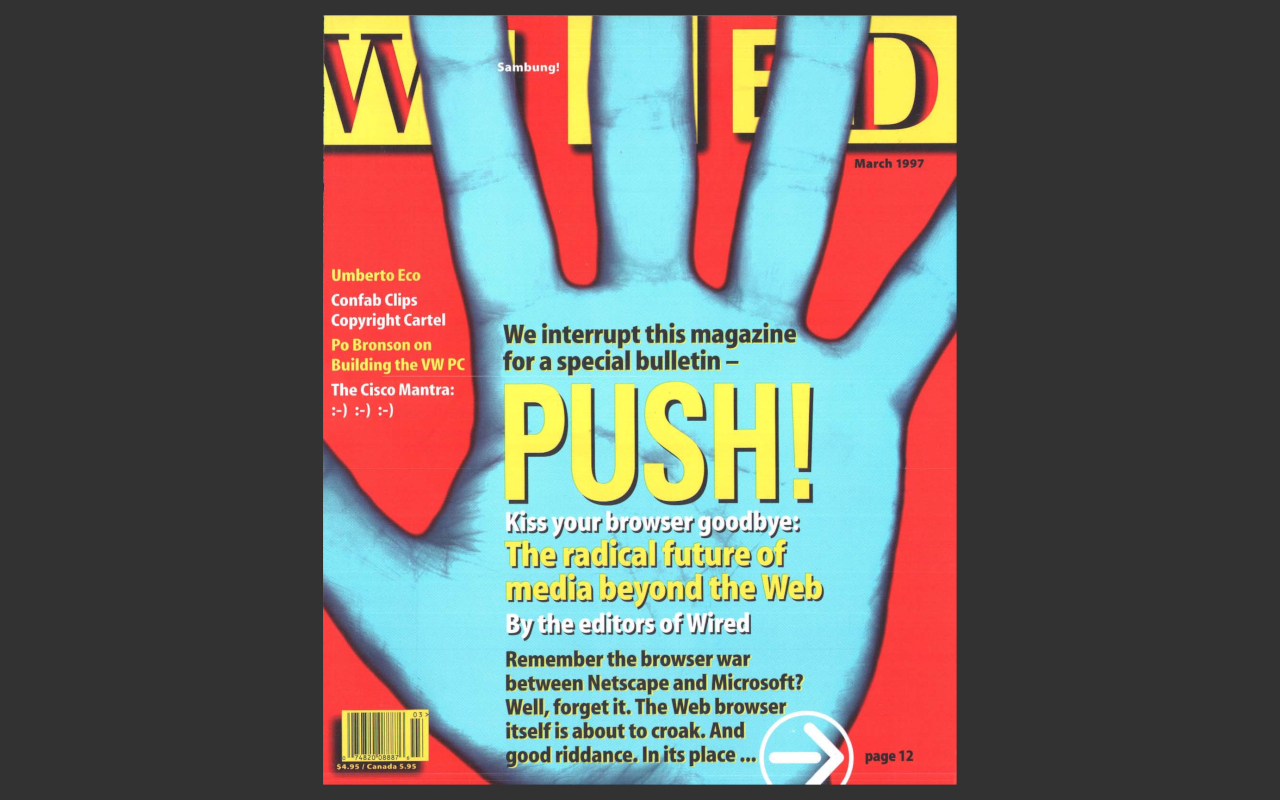 WIRED
Sambung!
March 1997
Umberto Eco
Confab Clips
Copyright Cartel
Po Bronson on
Building the VW PC
The Cisco Mantra:
:-) :-) :-)
We interrupt this magazine
for a special bulletin –
PUSH!
Kiss your browser goodbye:
The radical future of
media beyond the Web
By the editors of Wired
Remember the browser war
between Netscape and Microsoft?
Well, forget it. The Web browser
itself is about to croak. And
good riddance. In its place ...
page 12
03>
74820 08887
$4.95 / Canada 5.95